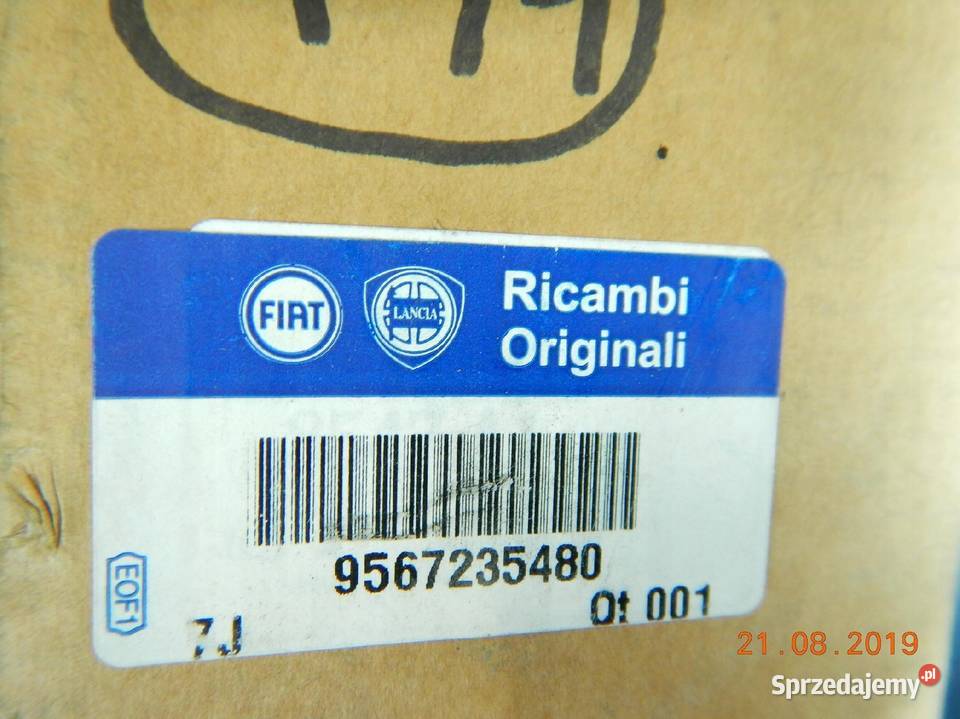 FIAT
LANCIA
Ricambi
Originali
9567235480
EOF1
7J
Qt 001
21.08.2019
Sprzedajemy.pl